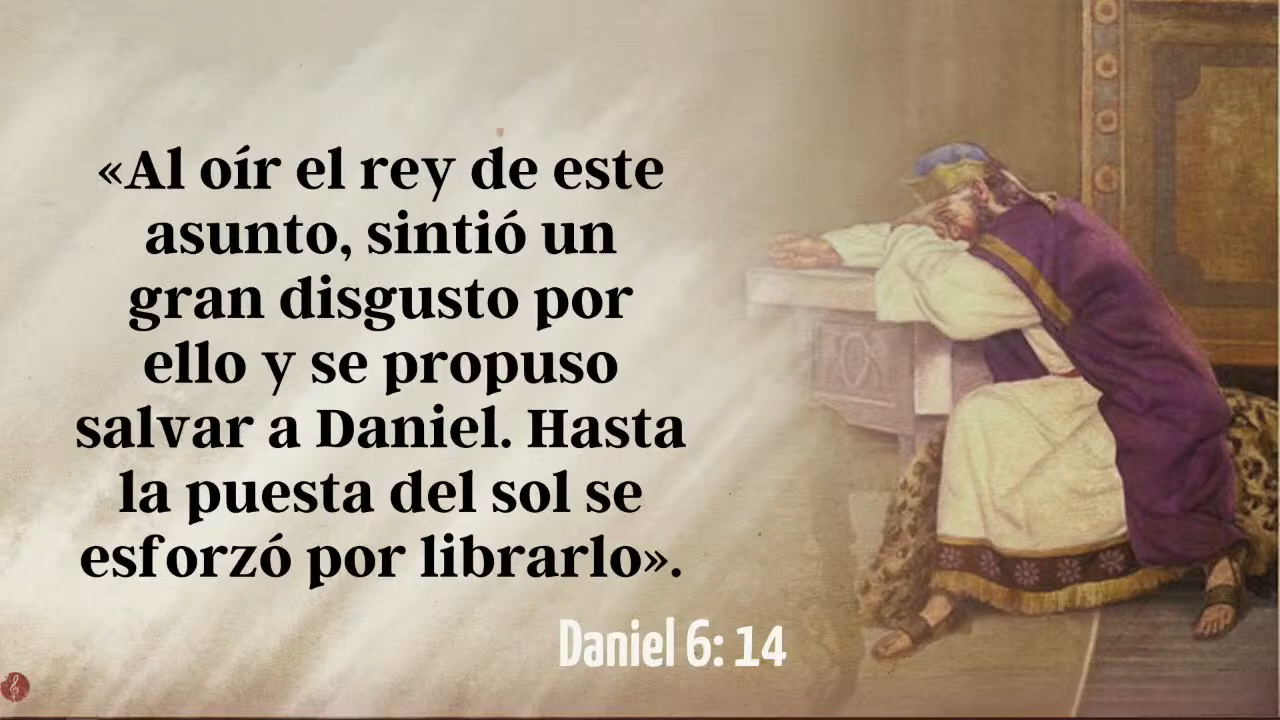 «Al oír el rey de este
asunto, sintió un
gran disgusto por
ello y se propuso
salvar a Daniel. Hasta
la puesta del sol se
esforzó por librarlo».
Daniel 6: 14